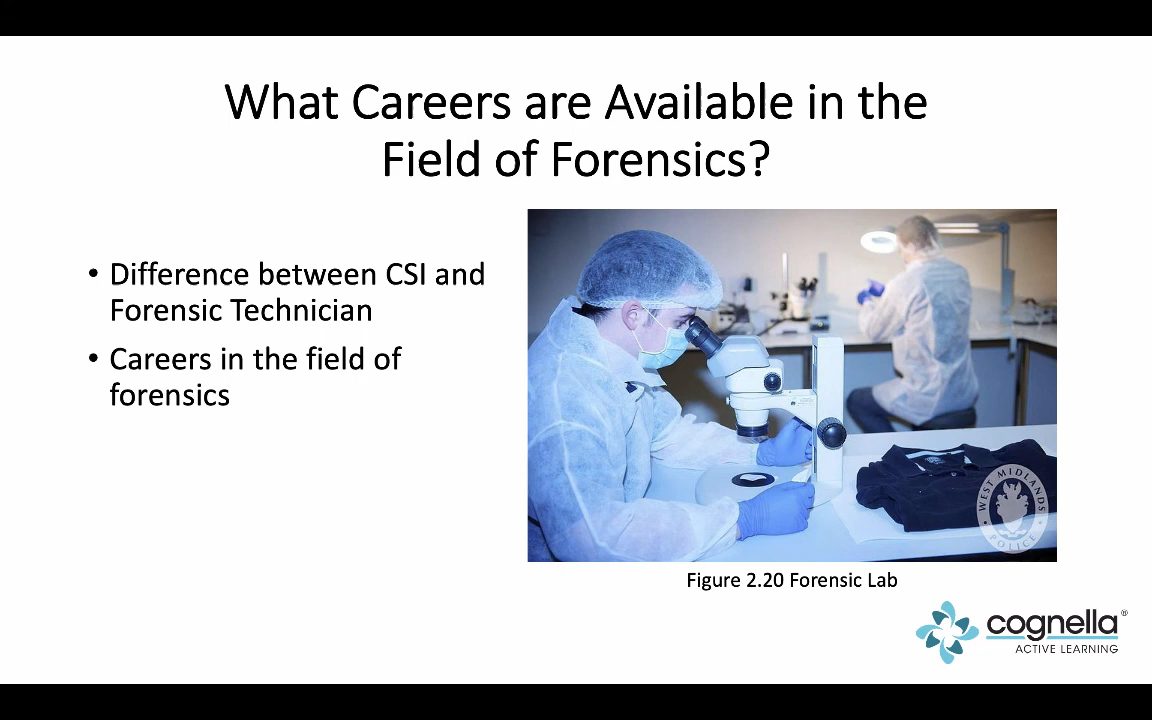 What Careers are Available in the
Field of Forensics?
• Difference between CSI and
Forensic Technician
• Careers in the field of
forensics
WEST MIDLANDS
POLICE
Figure 2.20 Forensic Lab
cognella®
ACTIVE LEARNING